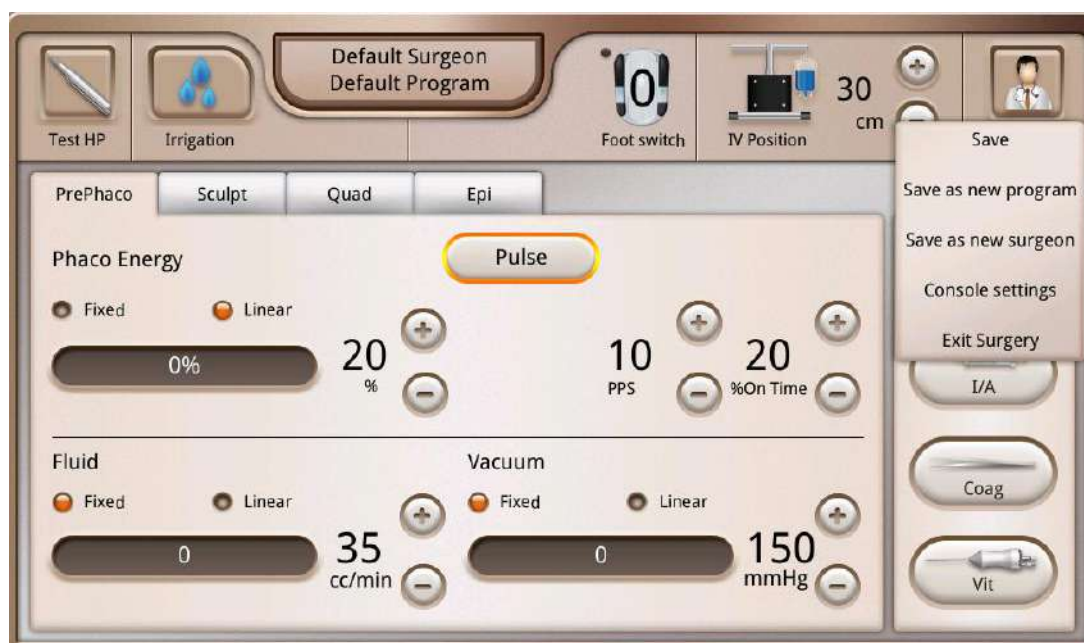 Default Surgeon
Default Program
0
30
cm
Test HP
Irrigation
Foot switch
IV Position
Save
Save as new program
Save as new surgeon
Console settings
Exit Surgery
PrePhaco
Sculpt
Quad
Epi
Phaco Energy
Pulse
Fixed
Linear
0%
20
%
10
PPS
20
%On Time
Fluid
Fixed
Linear
0
35
cc/min
Vacuum
Fixed
Linear
0
150
mmHg
I/A
Coag
Vit